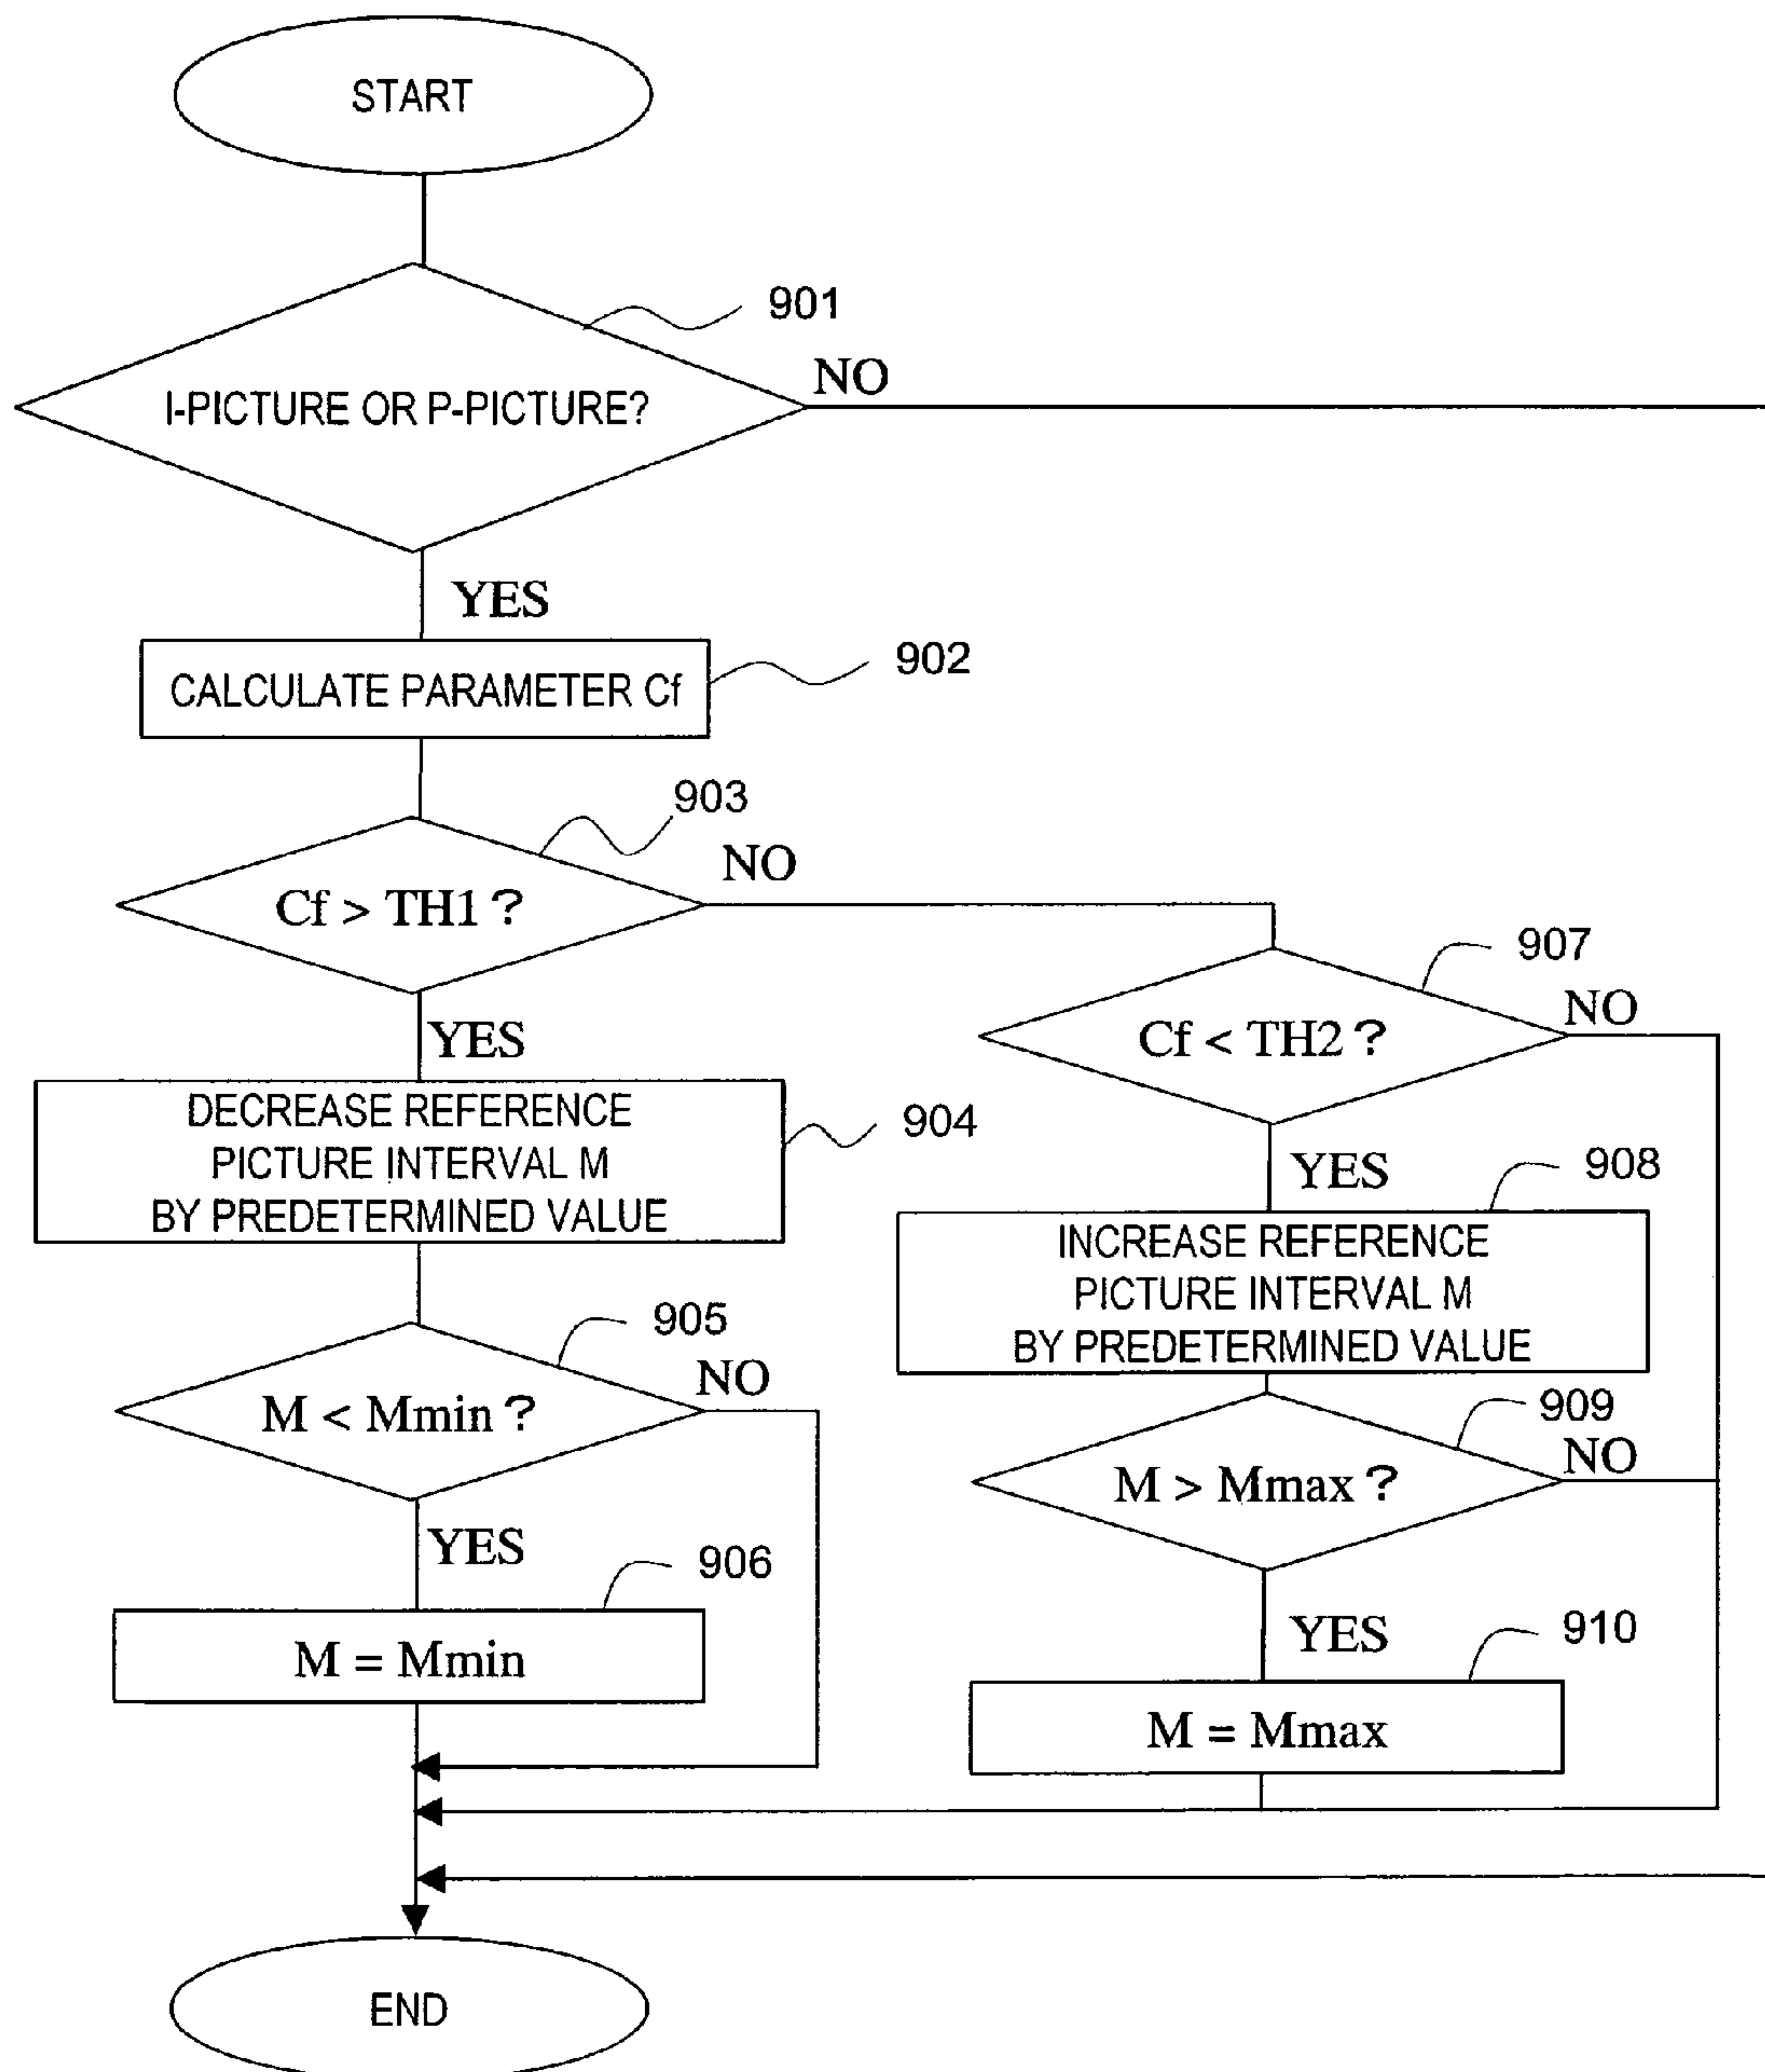 START
901
I-PICTURE OR P-PICTURE?
NO
YES
CALCULATE PARAMETER Cf
902
903
Cf > TH1 ?
NO
YES
907
Cf < TH2 ?
NO
YES
DECREASE REFERENCE
PICTURE INTERVAL M
BY PREDETERMINED VALUE
904
908
INCREASE REFERENCE
PICTURE INTERVAL M
BY PREDETERMINED VALUE
905
M < Mmin ?
NO
YES
909
M > Mmax ?
NO
YES
906
M = Mmin
910
M = Mmax
END